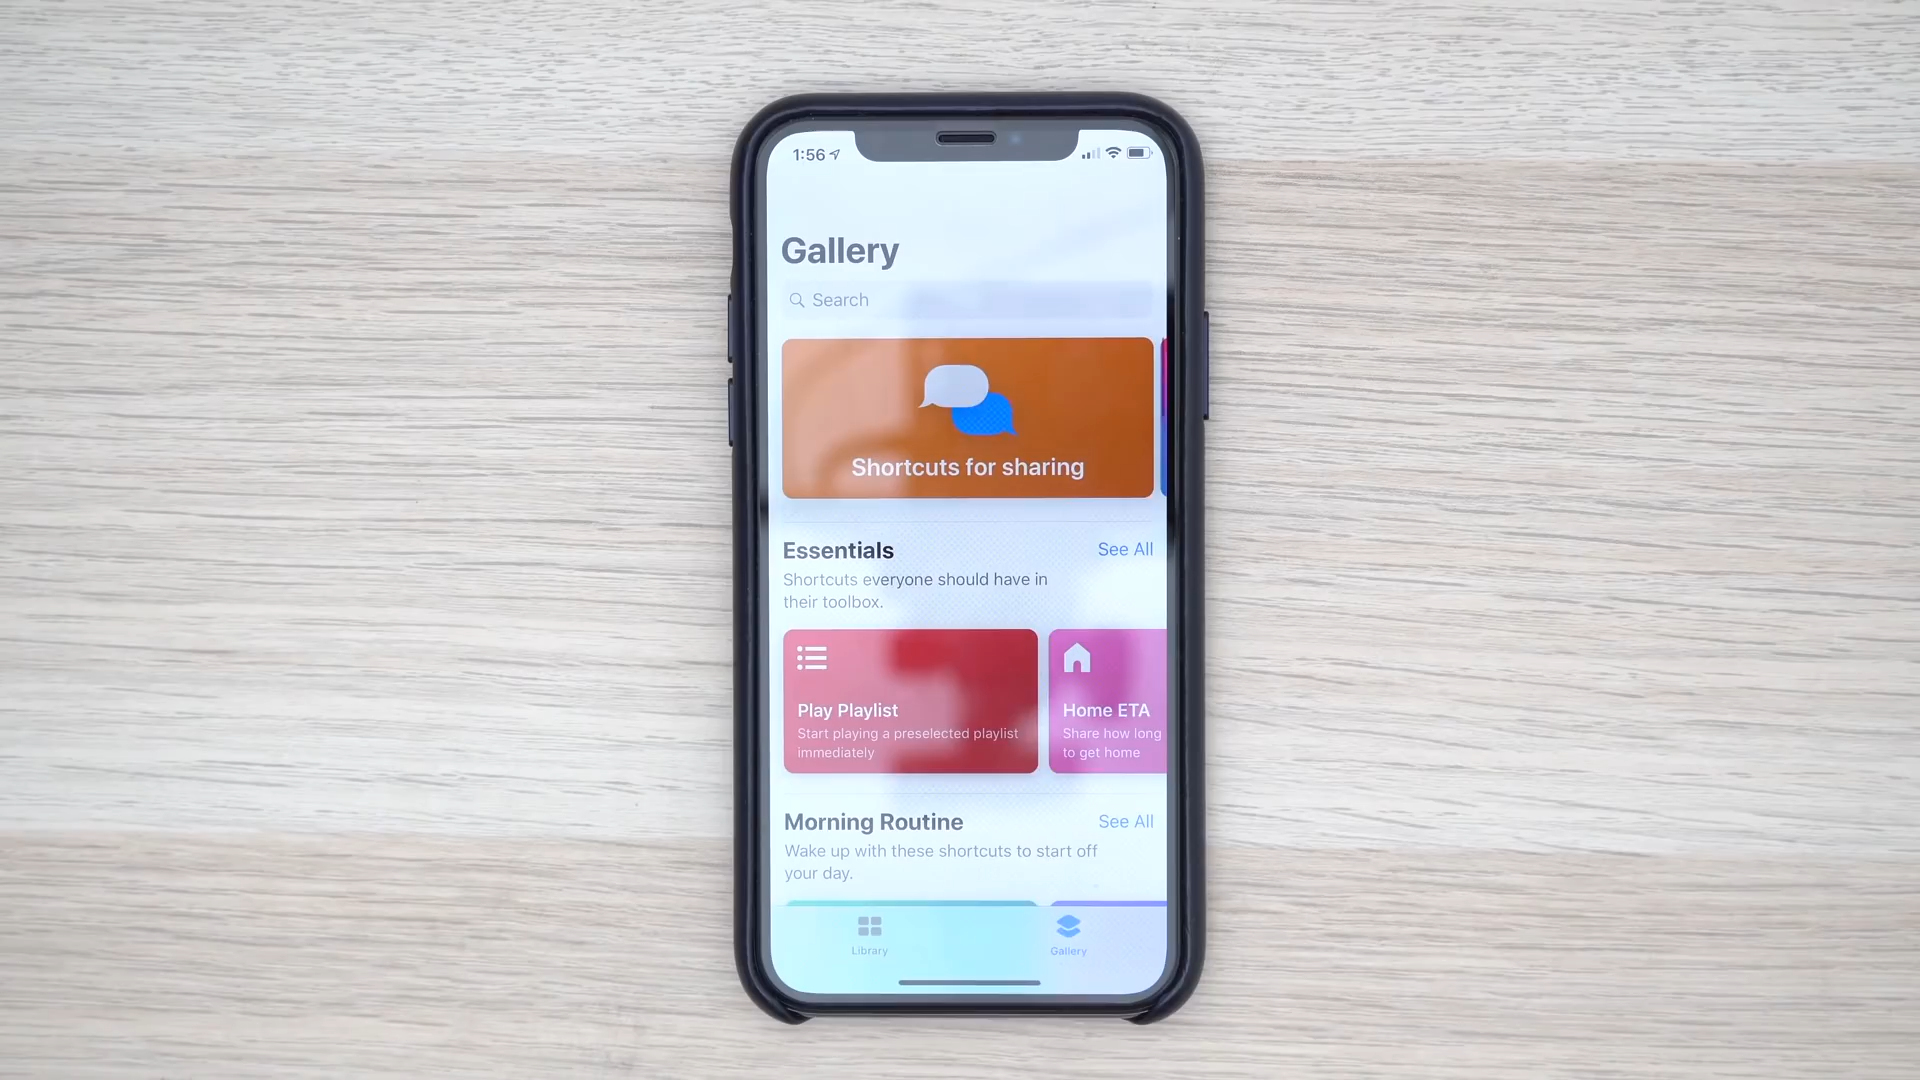 1:56
Gallery
Search
Shortcuts for sharing
Essentials
See All
Shortcuts everyone should have in
their toolbox.
Play Playlist
Start playing a preselected playlist
immediately
Home ETA
Share how long
to get home
Morning Routine
See All
Wake up with these shortcuts to start off
your day.
Library
Gallery